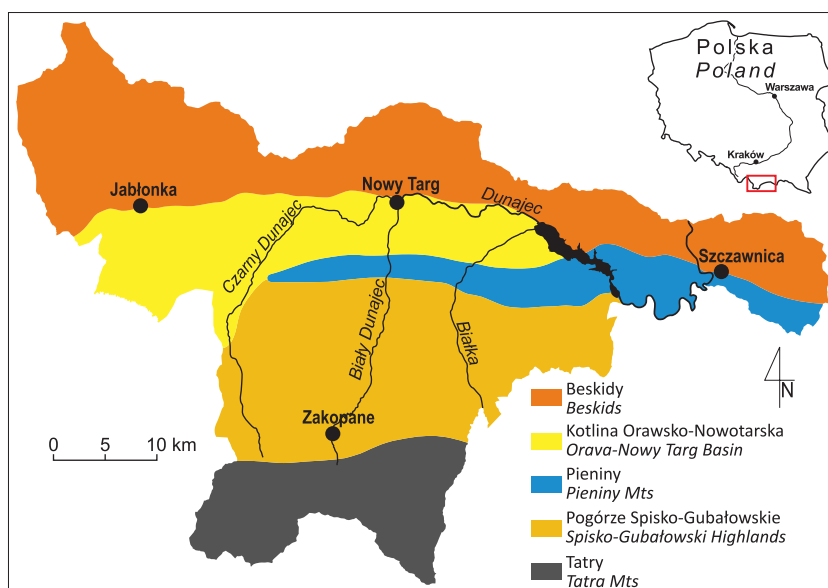 Polska
Poland
Warszawa
Kraków
Jabłonka
Nowy Targ
Dunajec
Czarny Dunajec
Szczawnica
Biały Dunajec
Białka
Zakopane
N
0 5 10 km
Beskidy
Beskids
Kotlina Orawsko-Nowotarska
Orava-Nowy Targ Basin
Pieniny
Pieniny Mts
Pogórze Spisko-Gubałowskie
Spisko-Gubałowski Highlands
Tatry
Tatra Mts